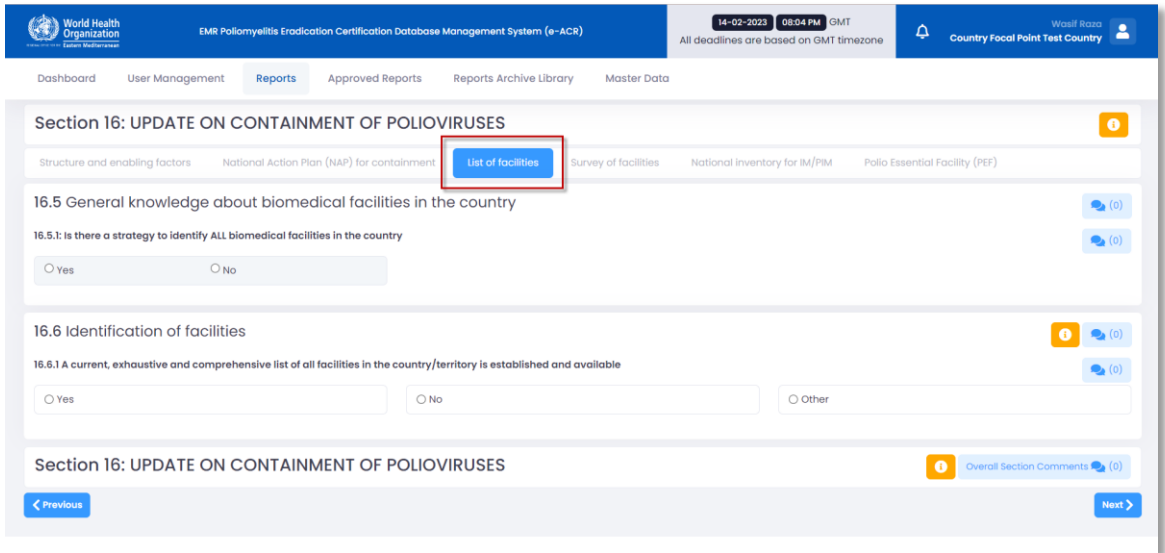 World Health
Organization
Eastern Mediterranean
EMR Poliomyelitis Eradication Certification Database Management System (e-ACR)
14-02-2023 08:04 PM GMT
All deadlines are based on GMT timezone
Wasif Raza
Country Focal Point Test Country
Dashboard User Management Reports Approved Reports Reports Archive Library Master Data
Section 16: UPDATE ON CONTAINMENT OF POLIOVIRUSES
Structure and enabling factors National Action Plan (NAP) for containment List of facilities Survey of facilities National inventory for IM/PIM Polio Essential Facility (PEF)
16.5 General knowledge about biomedical facilities in the country
(0)
16.5.1: Is there a strategy to identify ALL biomedical facilities in the country
(0)
Yes No
16.6 Identification of facilities
(0)
16.6.1 A current, exhaustive and comprehensive list of all facilities in the country/territory is established and available
(0)
Yes No Other
Section 16: UPDATE ON CONTAINMENT OF POLIOVIRUSES
Overall Section Comments (0)
Previous Next